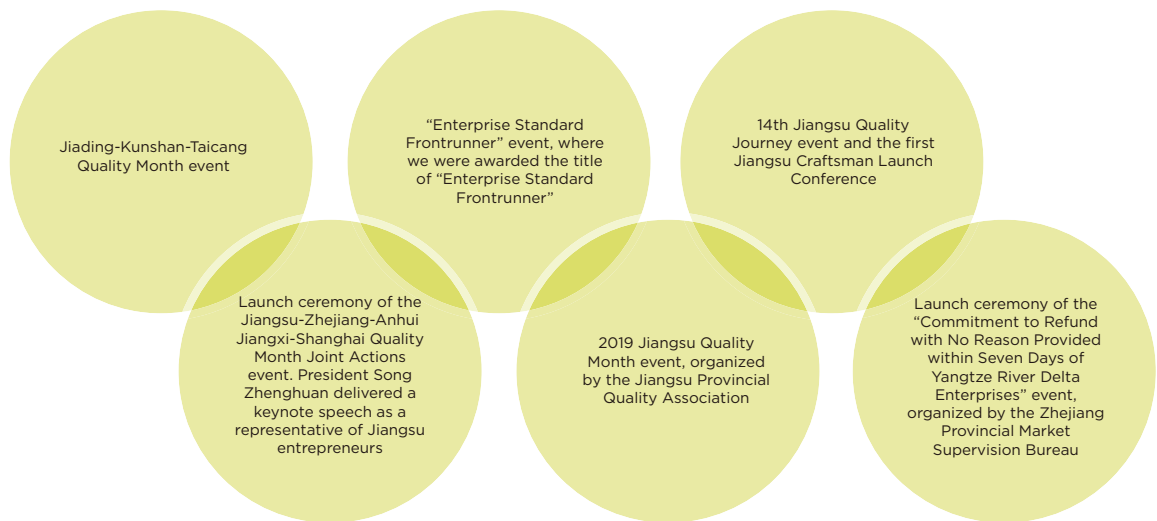 Jiading-Kunshan-Taicang
Quality Month event
Launch ceremony of the
Jiangsu-Zhejiang-Anhui
Jiangxi-Shanghai Quality
Month Joint Actions
event. President Song
Zhenghuan delivered a
keynote speech as a
representative of Jiangsu
entrepreneurs
“Enterprise Standard
Frontrunner” event, where
we were awarded the title
of “Enterprise Standard
Frontrunner”
2019 Jiangsu Quality
Month event, organized
by the Jiangsu Provincial
Quality Association
14th Jiangsu Quality
Journey event and the first
Jiangsu Craftsman Launch
Conference
Launch ceremony of the
“Commitment to Refund
with No Reason Provided
within Seven Days of
Yangtze River Delta
Enterprises” event,
organized by the Zhejiang
Provincial Market
Supervision Bureau